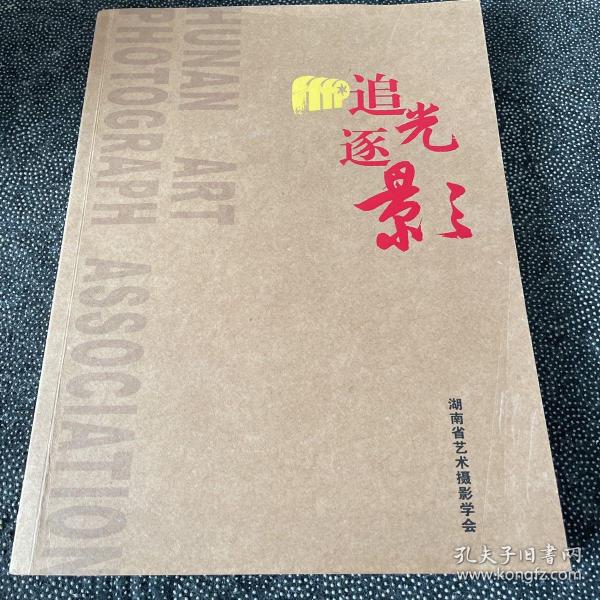 追光
逐影
HUNAN ART
PHOTOGRAPH ASSOCIATION
湖南省艺术摄影学会
孔夫子旧书网
www.kongfz.com